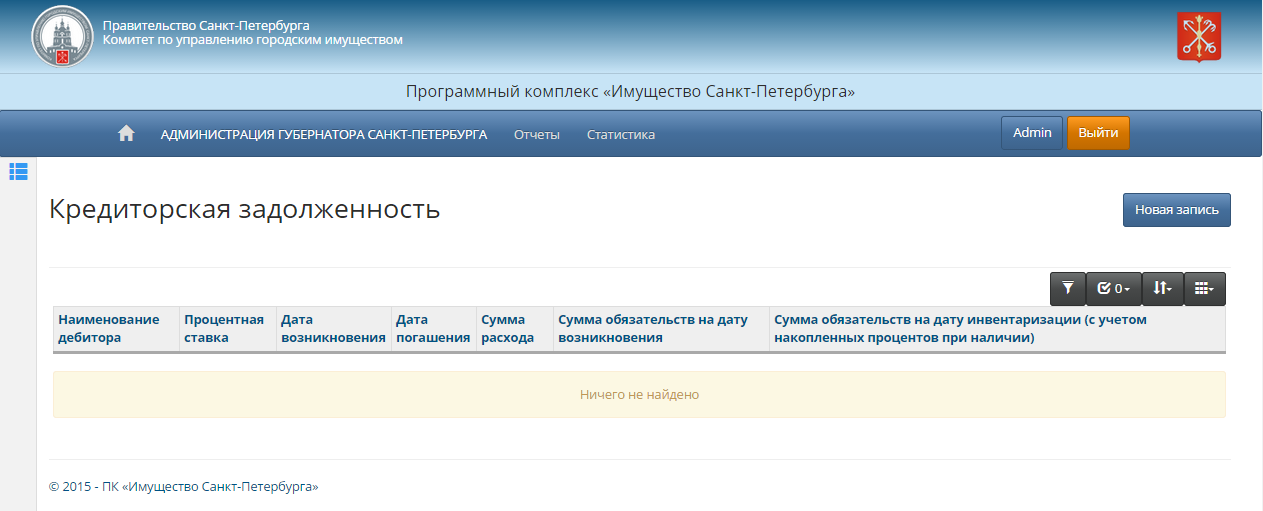 Правительство Санкт-Петербурга
Комитет по управлению городским имуществом
Программный комплекс «Имущество Санкт-Петербурга»
АДМИНИСТРАЦИЯ ГУБЕРНАТОРА САНКТ-ПЕТЕРБУРГА Отчеты Статистика Admin Выйти
Кредиторская задолженность
Новая запись
0
Наименование дебитора
Процентная ставка
Дата возникновения
Дата погашения
Сумма расхода
Сумма обязательств на дату возникновения
Сумма обязательств на дату инвентаризации (с учетом накопленных процентов при наличии)
Ничего не найдено
© 2015 - ПК «Имущество Санкт-Петербурга»